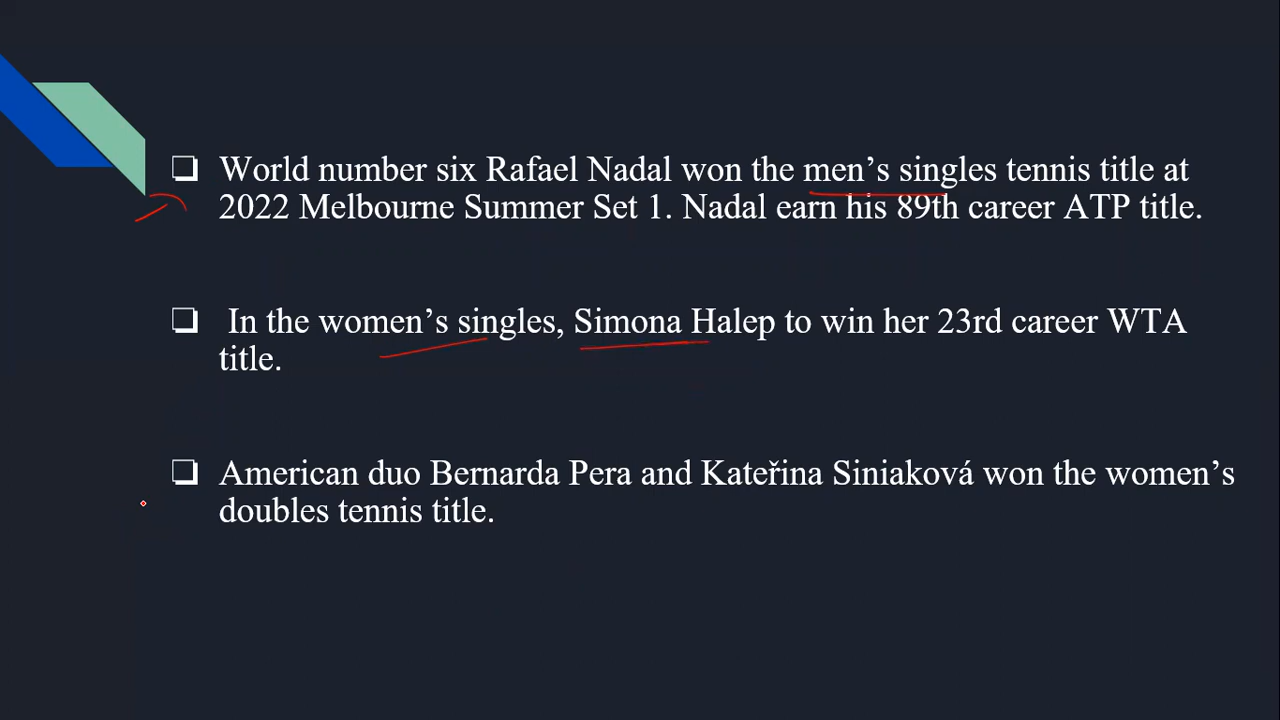 ❑ World number six Rafael Nadal won the men’s singles tennis title at
2022 Melbourne Summer Set 1. Nadal earn his 89th career ATP title.
❑ In the women’s singles, Simona Halep to win her 23rd career WTA
title.
❑ American duo Bernarda Pera and Kateřina Siniaková won the women’s
doubles tennis title.